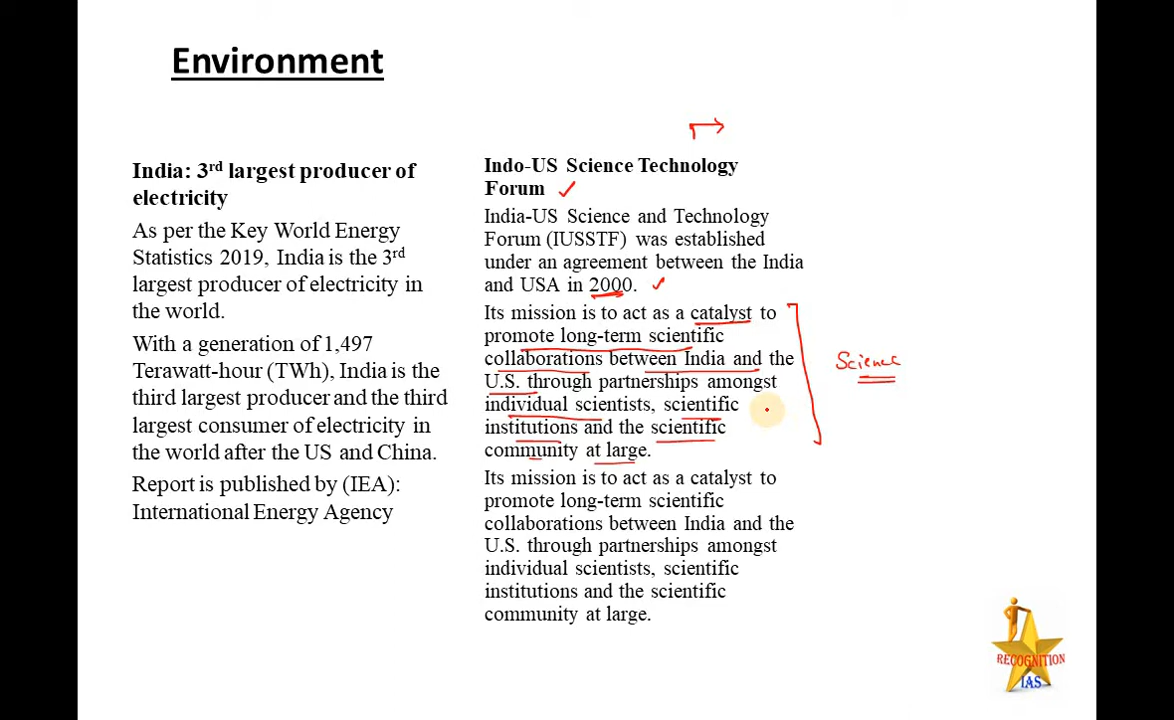 Environment
India: 3rd largest producer of
electricity
As per the Key World Energy
Statistics 2019, India is the 3rd
largest producer of electricity in
the world.
With a generation of 1,497
Terawatt-hour (TWh), India is the
third largest producer and the third
largest consumer of electricity in
the world after the US and China.
Report is published by (IEA):
International Energy Agency
Indo-US Science Technology
Forum
India-US Science and Technology
Forum (IUSSTF) was established
under an agreement between the India
and USA in 2000.
Its mission is to act as a catalyst to
promote long-term scientific
collaborations between India and the
U.S. through partnerships amongst
individual scientists, scientific
institutions and the scientific
community at large.
Its mission is to act as a catalyst to
promote long-term scientific
collaborations between India and the
U.S. through partnerships amongst
individual scientists, scientific
institutions and the scientific
community at large.
Science
RECOGNITION
IAS